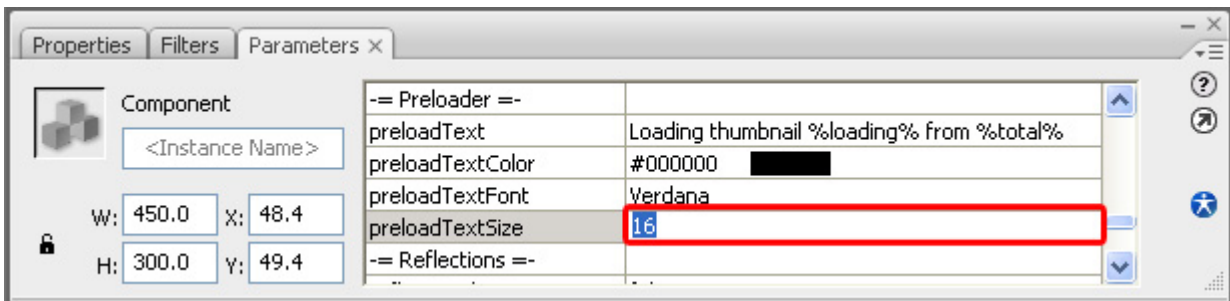 Properties Filters Parameters
Component
<Instance Name>
W: 450.0 X: 48.4
H: 300.0 Y: 49.4
-= Preloader =-
preloadText Loading thumbnail %loading% from %total%
preloadTextColor #000000
preloadTextFont Verdana
preloadTextSize 16
-= Reflections =-